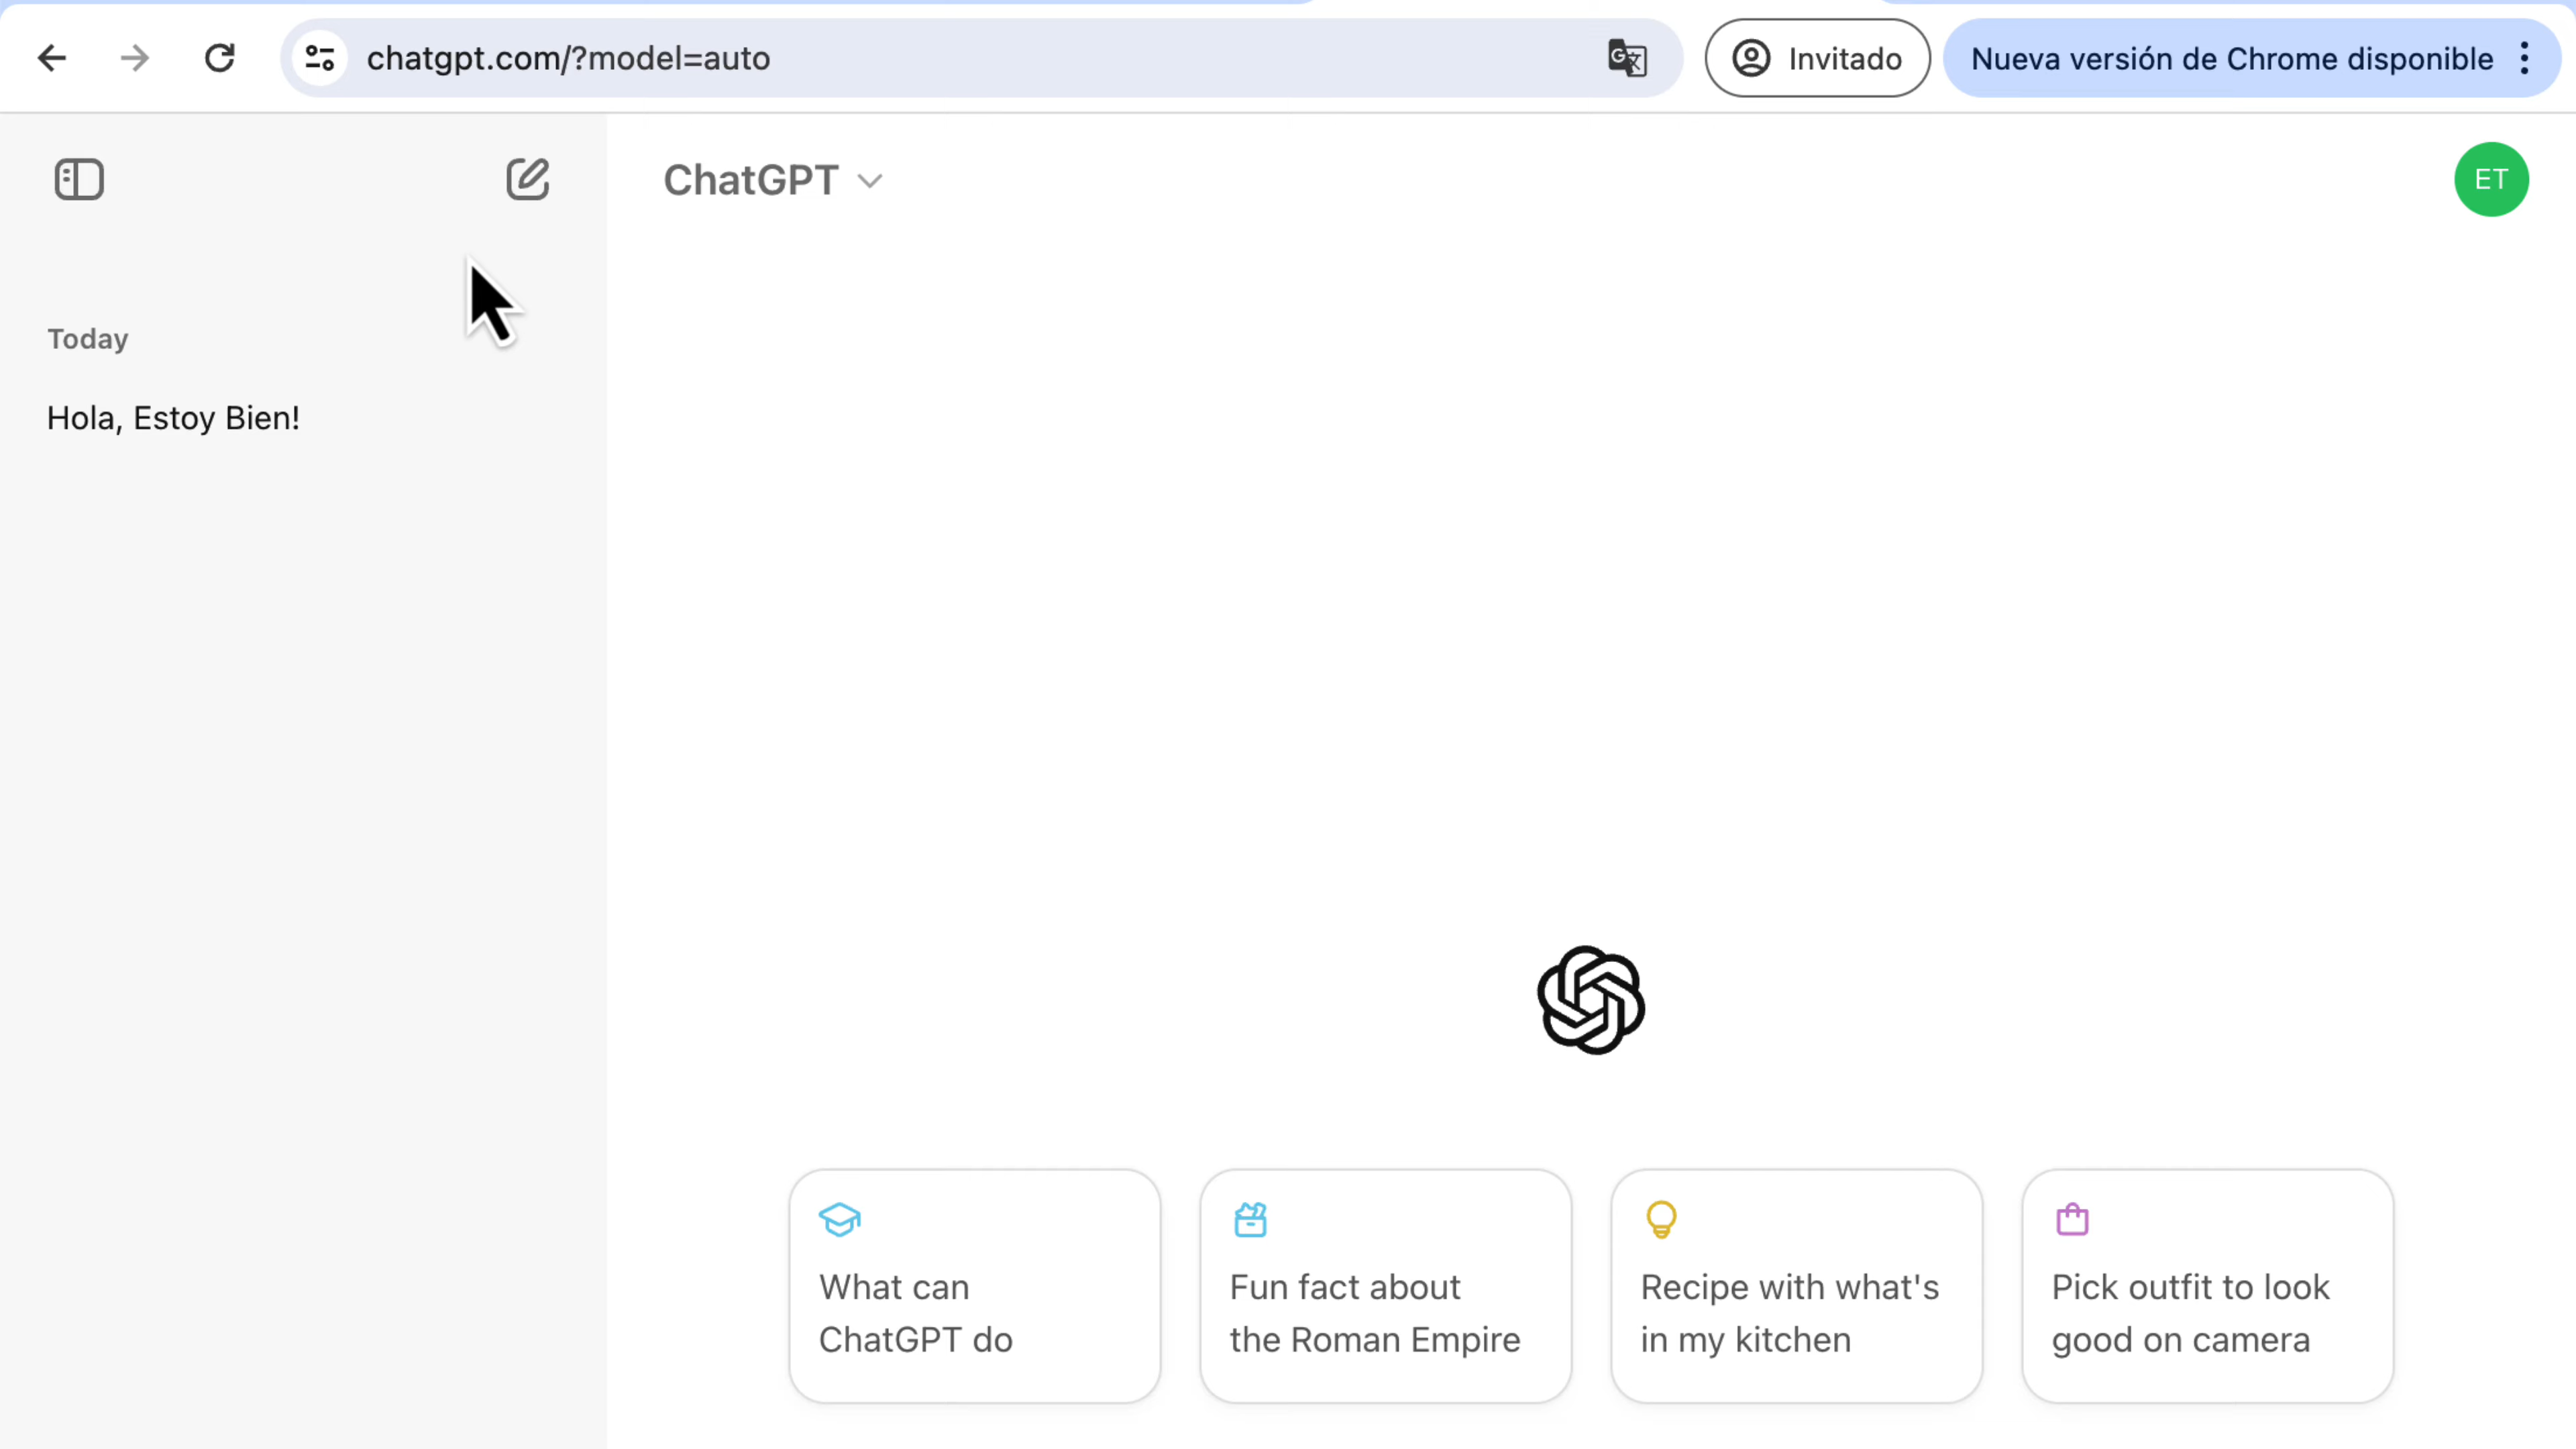 chatgpt.com/?model=auto
Invitado
Nueva versión de Chrome disponible
ChatGPT
ET
Today
Hola, Estoy Bien!
What can
ChatGPT do
Fun fact about
the Roman Empire
Recipe with what's
in my kitchen
Pick outfit to look
good on camera